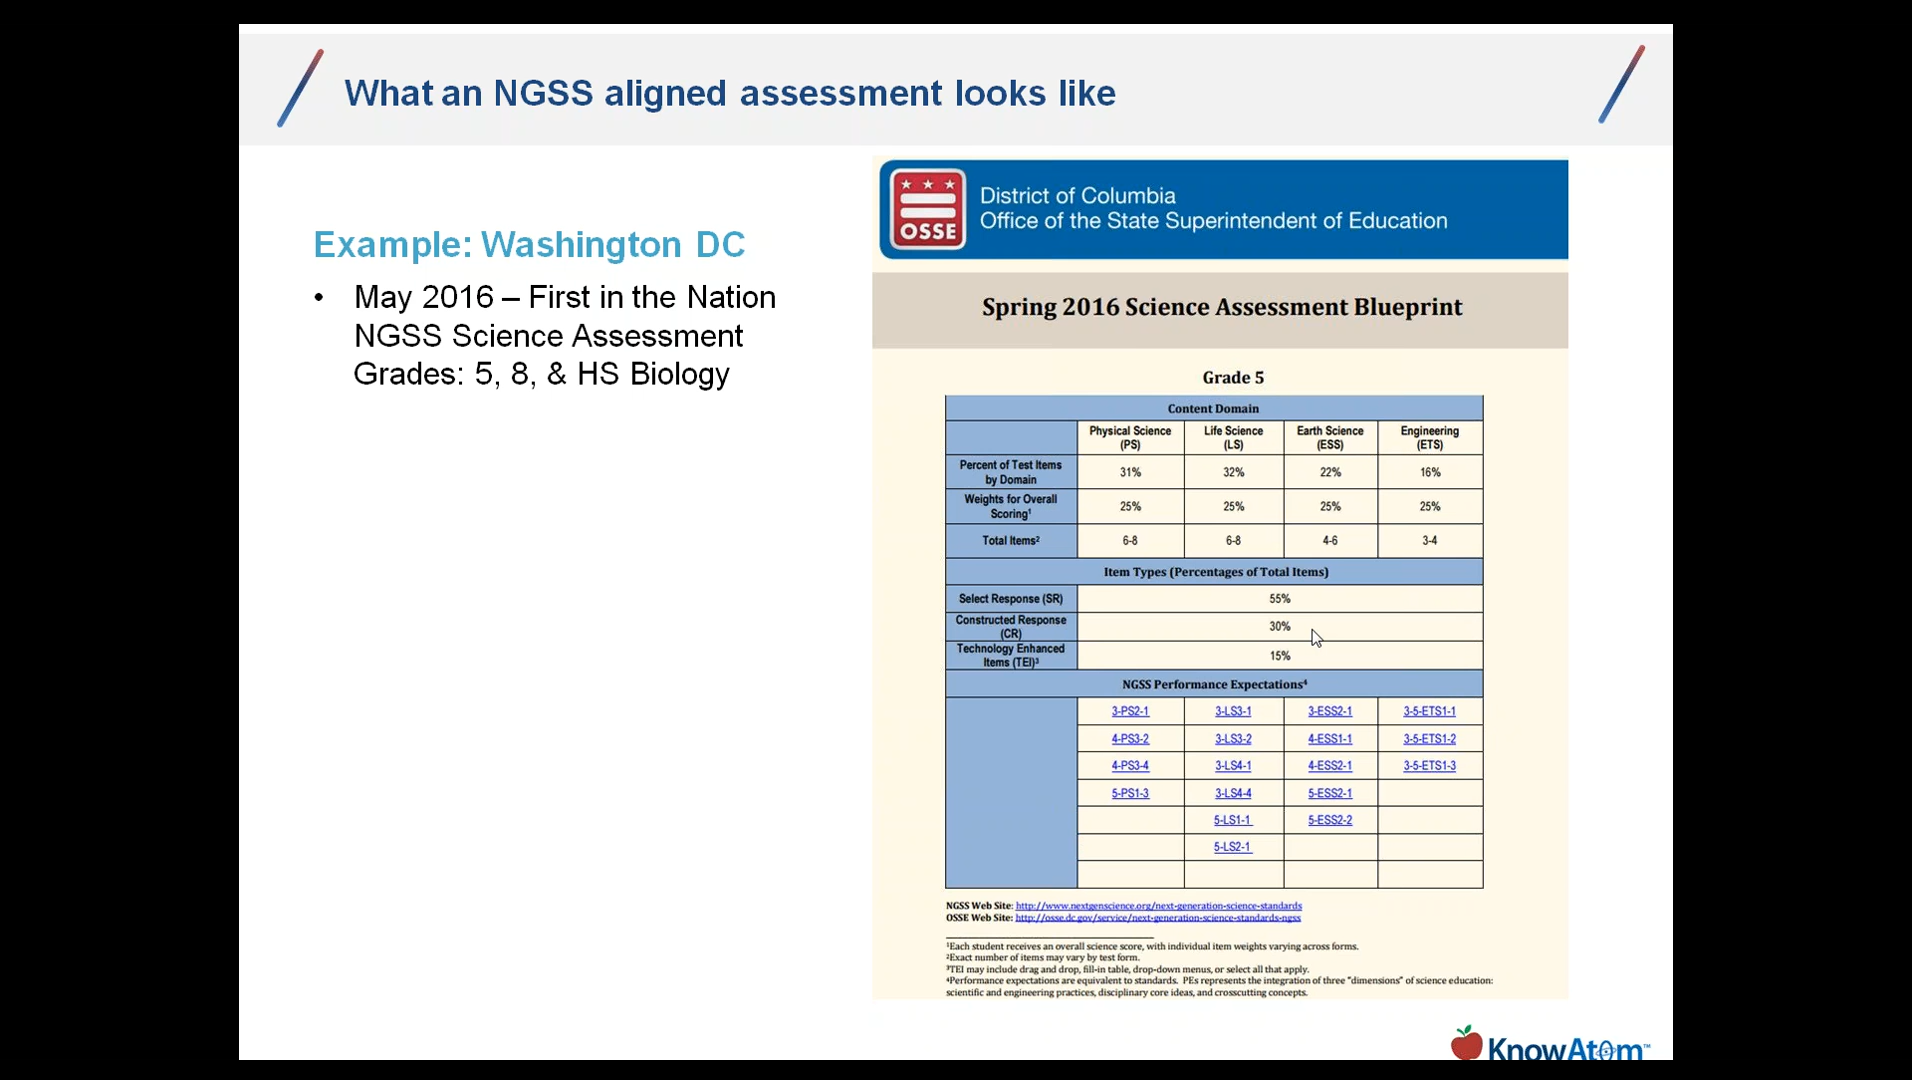 What an NGSS aligned assessment looks like
Example: Washington DC
• May 2016 – First in the Nation
NGSS Science Assessment
Grades: 5, 8, & HS Biology
OSSE
District of Columbia
Office of the State Superintendent of Education
Spring 2016 Science Assessment Blueprint
Grade 5
Content Domain
Physical Science (PS) Life Science (LS) Earth Science (ESS) Engineering (ETS)
Percent of Test Items by Domain 31% 32% 22% 16%
Weights for Overall Scoring¹ 25% 25% 25% 25%
Total Items² 6-8 6-8 4-6 3-4
Item Types (Percentages of Total Items)
Select Response (SR) 55%
Constructed Response (CR) 30%
Technology Enhanced Items (TEI)³ 15%
NGSS Performance Expectations⁴
3-PS2-1 3-LS3-1 3-ESS2-1 3-5-ETS1-1
4-PS3-2 3-LS3-2 4-ESS1-1 3-5-ETS1-2
4-PS3-4 3-LS4-1 4-ESS2-1 3-5-ETS1-3
5-PS1-3 3-LS4-4 5-ESS2-1
5-LS1-1 5-ESS2-2
5-LS2-1
NGSS Web Site: http://www.nextgenscience.org/next-generation-science-standards
OSSE Web Site: http://osse.dc.gov/service/next-generation-science-standards-ngss
¹Each student receives an overall science score, with individual item weights varying across forms.
²Exact number of items may vary by test form.
³TEI may include drag and drop, fill-in table, drop-down menus, or select all that apply.
⁴Performance expectations are equivalent to standards. PEs represents the integration of three "dimensions" of science education:
scientific and engineering practices, disciplinary core ideas, and crosscutting concepts.
KnowAtom™